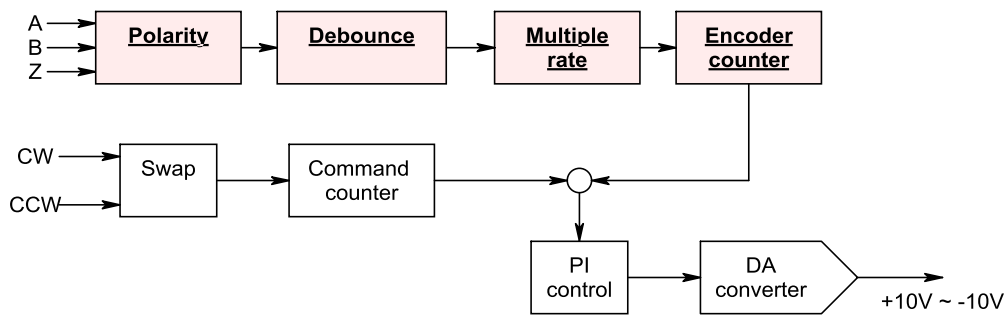 A
B
Z
Polarity
Debounce
Multiple
rate
Encoder
counter
CW
CCW
Swap
Command
counter
PI
control
DA
converter
+10V ~ -10V